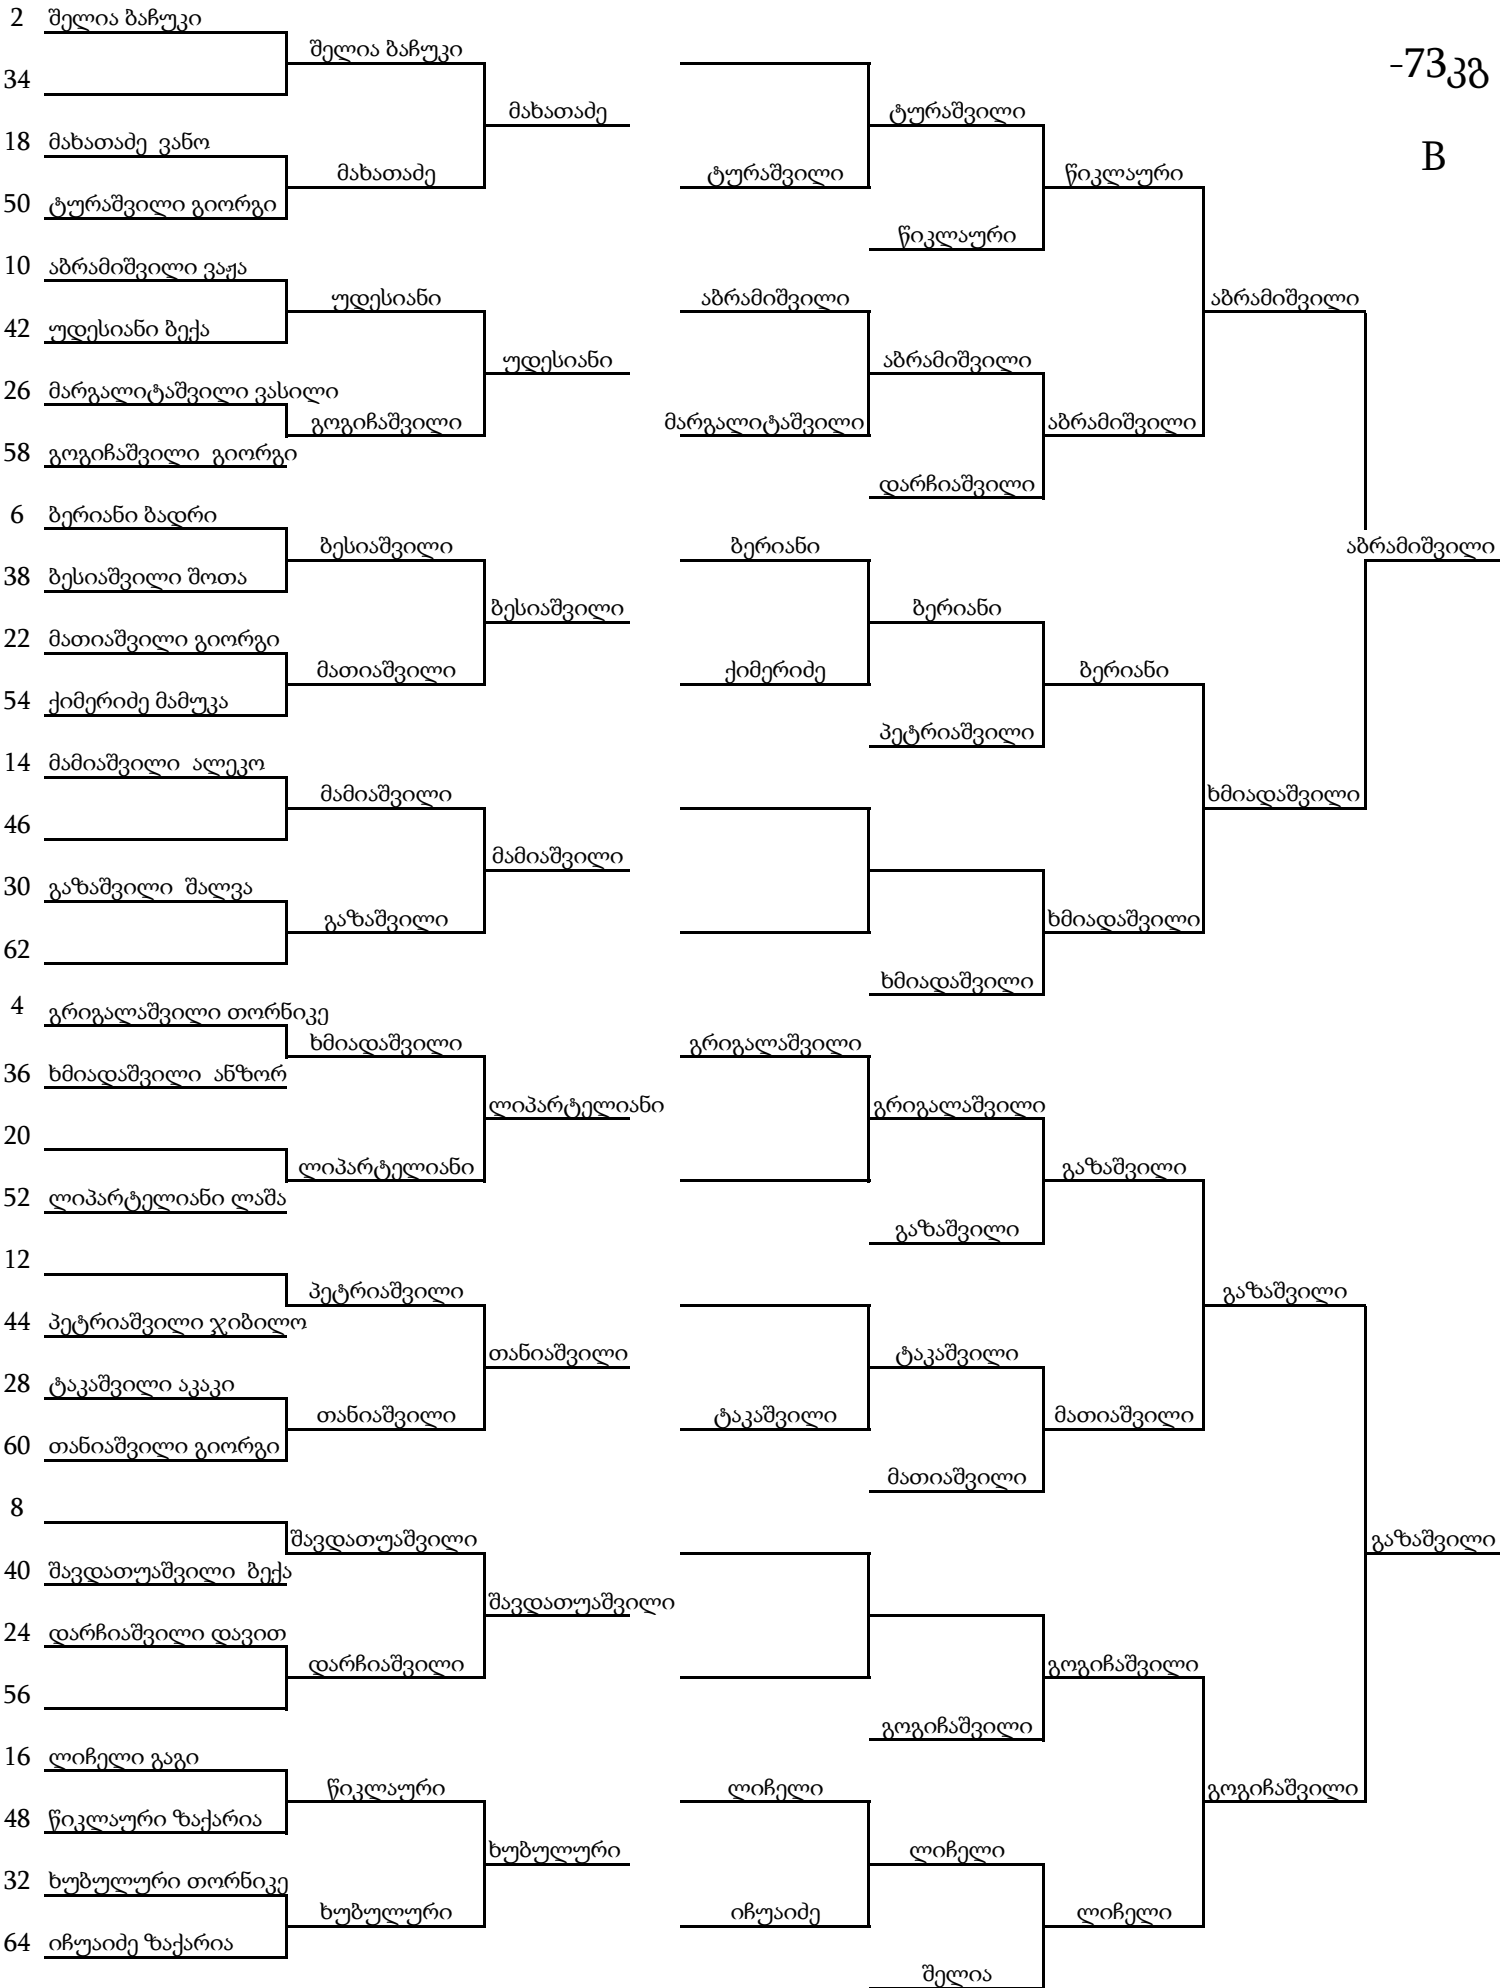 -73კგ
B
2 შელია ბაჩუკი
34
18 მახათაძე ვანო
50 ტურაშვილი გიორგი
10 აბრამიშვილი ვაჟა
42 უდესიანი ბექა
26 მარგალიტაშვილი ვასილი
58 გოგიჩაშვილი გიორგი
6 ბერიანი ბადრი
38 ბესიაშვილი შოთა
22 მათიაშვილი გიორგი
54 ქიმერიძე მამუკა
14 მამიაშვილი ალეკო
46
30 გაზაშვილი შალვა
62
4 გრიგალაშვილი თორნიკე
36 ხმიადაშვილი ანზორ
20
52 ლიპარტელიანი ლაშა
12
44 პეტრიაშვილი ჯიბილო
28 ტაკაშვილი აკაკი
60 თანიაშვილი გიორგი
8
40 შავდათუაშვილი ბექა
24 დარჩიაშვილი დავით
56
16 ლიჩელი გაგი
48 წიკლაური ზაქარია
32 ხუბულური თორნიკე
64 იჩუაიძე ზაქარია
შელია ბაჩუკი
მახათაძე
უდესიანი
გოგიჩაშვილი
ბესიაშვილი
მათიაშვილი
მამიაშვილი
გაზაშვილი
ხმიადაშვილი
ლიპარტელიანი
პეტრიაშვილი
თანიაშვილი
შავდათუაშვილი
დარჩიაშვილი
წიკლაური
ხუბულური
მახათაძე
უდესიანი
ბესიაშვილი
მამიაშვილი
ლიპარტელიანი
თანიაშვილი
შავდათუაშვილი
ხუბულური
ტურაშვილი
აბრამიშვილი
მარგალიტაშვილი
ბერიანი
ქიმერიძე
გრიგალაშვილი
ტაკაშვილი
ლიჩელი
იჩუაიძე
ტურაშვილი
წიკლაური
აბრამიშვილი
დარჩიაშვილი
ბერიანი
პეტრიაშვილი
ხმიადაშვილი
გრიგალაშვილი
გაზაშვილი
ტაკაშვილი
მათიაშვილი
გოგიჩაშვილი
ლიჩელი
შელია
წიკლაური
აბრამიშვილი
ბერიანი
ხმიადაშვილი
გაზაშვილი
მათიაშვილი
გოგიჩაშვილი
ლიჩელი
აბრამიშვილი
ხმიადაშვილი
გაზაშვილი
გოგიჩაშვილი
აბრამიშვილი
გაზაშვილი